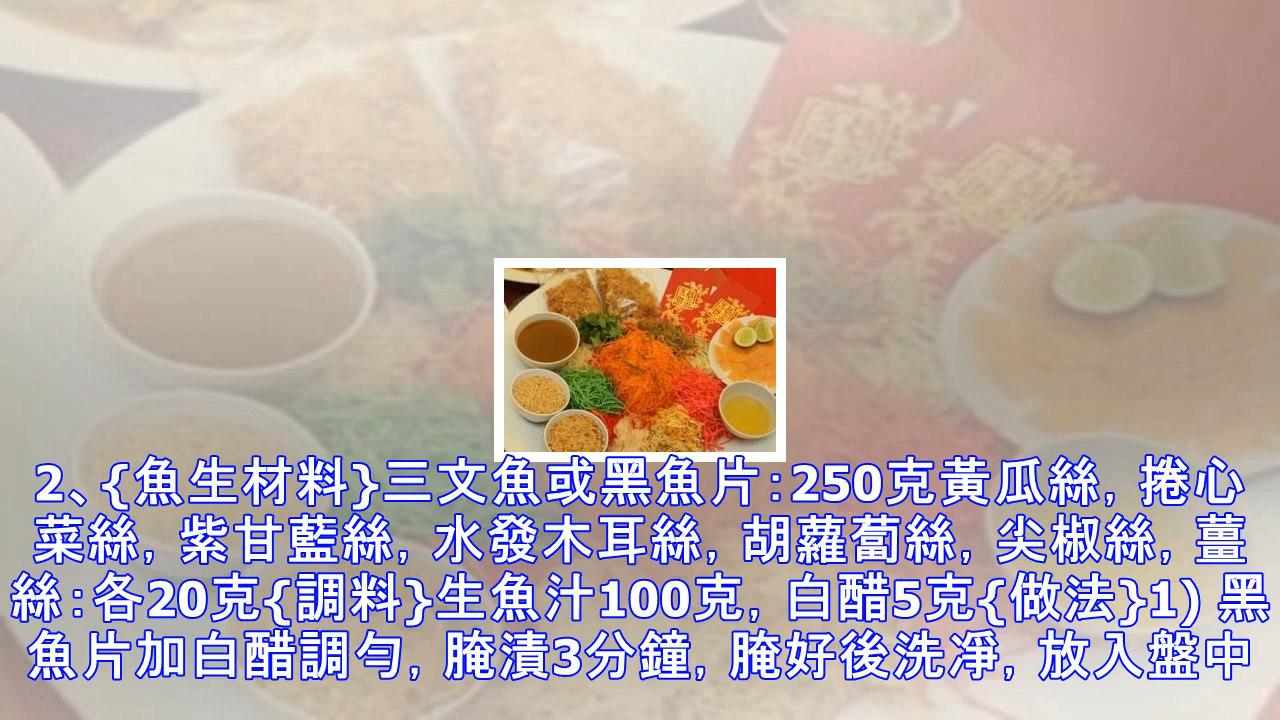 2、{魚生材料}三文魚或黑魚片:250克黃瓜絲, 捲心
菜絲, 紫甘藍絲, 水發木耳絲, 胡蘿蔔絲, 尖椒絲, 薑
絲:各20克{調料}生魚汁100克, 白醋5克{做法}1) 黑
魚片加白醋調勻, 腌漬3分鐘, 腌好後洗凈, 放入盤中